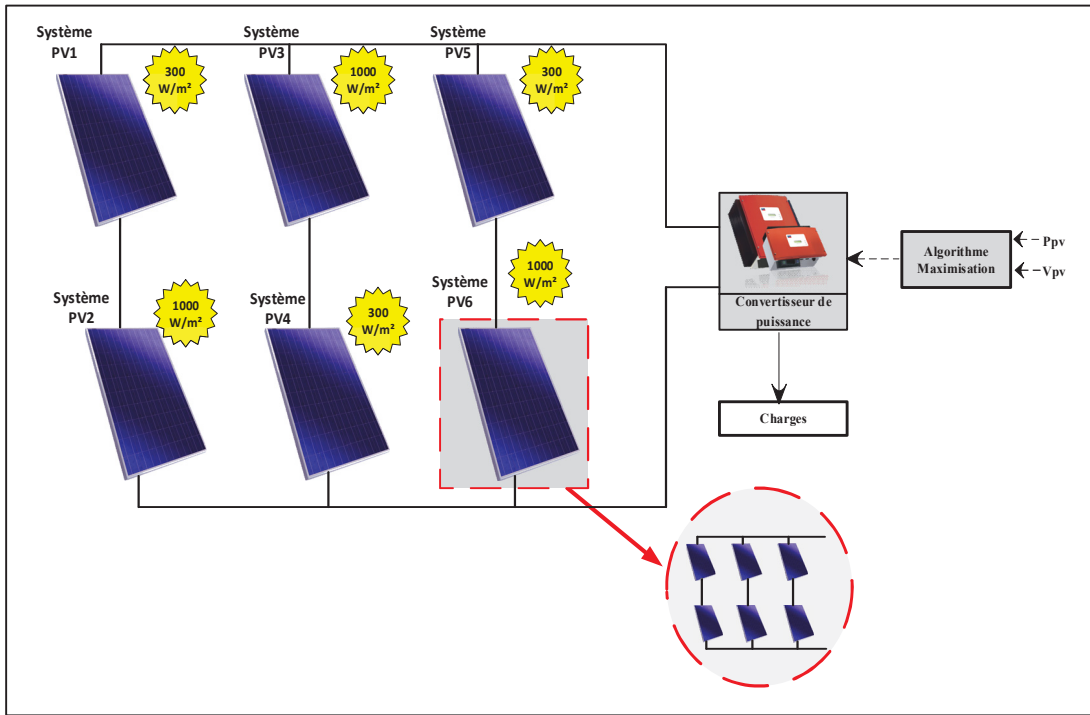 Système
PV1
300
W/m²
Système
PV3
1000
W/m²
Système
PV5
300
W/m²
Système
PV2
1000
W/m²
Système
PV4
300
W/m²
Système
PV6
1000
W/m²
Convertisseur de
puissance
Algorithme
Maximisation
Ppv
Vpv
Charges